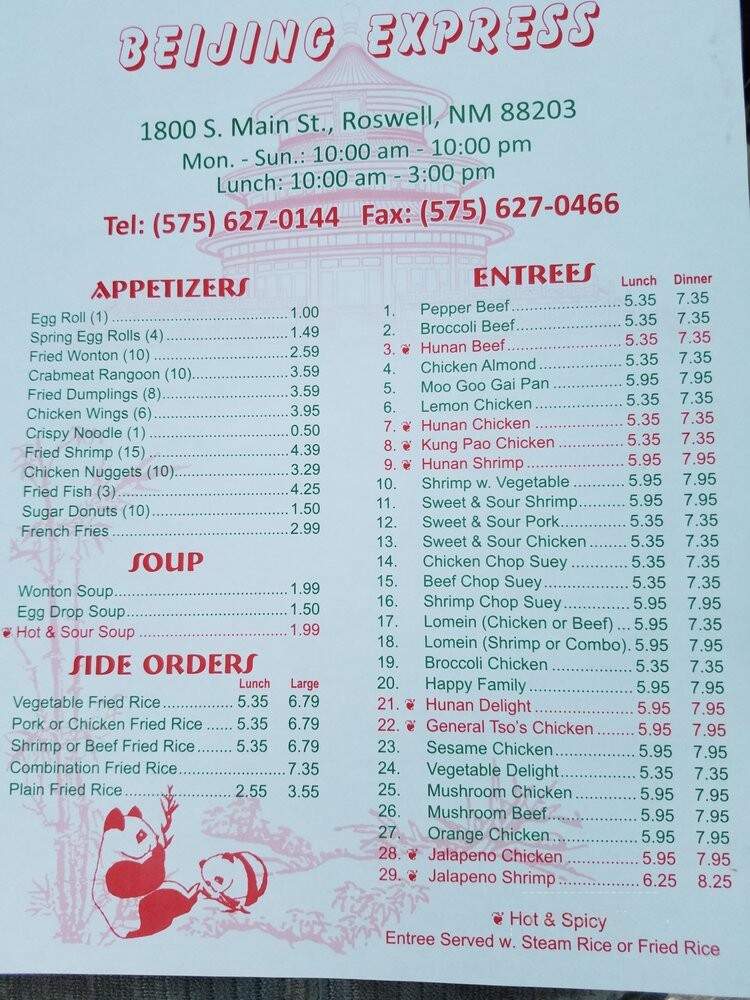 BEIJING EXPRESS
1800 S. Main St., Roswell, NM 88203
Mon. - Sun.: 10:00 am - 10:00 pm
Lunch: 10:00 am - 3:00 pm
Tel: (575) 627-0144 Fax: (575) 627-0466
APPETIZERS
Egg Roll (1) 1.00
Spring Egg Rolls (4) 1.49
Fried Wonton (10) 2.59
Crabmeat Rangoon (10) 3.59
Fried Dumplings (8) 3.59
Chicken Wings (6) 3.95
Crispy Noodle (1) 0.50
Fried Shrimp (15) 4.39
Chicken Nuggets (10) 3.29
Fried Fish (3) 4.25
Sugar Donuts (10) 1.50
French Fries 2.99
SOUP
Wonton Soup 1.99
Egg Drop Soup 1.50
Hot & Sour Soup 1.99
SIDE ORDERS
Lunch Large
Vegetable Fried Rice 5.35 6.79
Pork or Chicken Fried Rice 5.35 6.79
Shrimp or Beef Fried Rice 5.35 6.79
Combination Fried Rice 7.35
Plain Fried Rice 2.55 3.55
ENTREES Lunch Dinner
1. Pepper Beef 5.35 7.35
2. Broccoli Beef 5.35 7.35
3. Hunan Beef 5.35 7.35
4. Chicken Almond 5.35 7.35
5. Moo Goo Gai Pan 5.95 7.95
6. Lemon Chicken 5.35 7.35
7. Hunan Chicken 5.35 7.35
8. Kung Pao Chicken 5.35 7.35
9. Hunan Shrimp 5.95 7.95
10. Shrimp w. Vegetable 5.95 7.95
11. Sweet & Sour Shrimp 5.95 7.95
12. Sweet & Sour Pork 5.35 7.35
13. Sweet & Sour Chicken 5.35 7.35
14. Chicken Chop Suey 5.35 7.35
15. Beef Chop Suey 5.35 7.35
16. Shrimp Chop Suey 5.95 7.95
17. Lomein (Chicken or Beef) 5.95 7.35
18. Lomein (Shrimp or Combo) 5.95 7.95
19. Broccoli Chicken 5.35 7.35
20. Happy Family 5.95 7.95
21. Hunan Delight 5.95 7.95
22. General Tso's Chicken 5.95 7.95
23. Sesame Chicken 5.95 7.95
24. Vegetable Delight 5.35 7.35
25. Mushroom Chicken 5.95 7.95
26. Mushroom Beef 5.95 7.95
27. Orange Chicken 5.95 7.95
28. Jalapeno Chicken 5.95 7.95
29. Jalapeno Shrimp 6.25 8.25
Hot & Spicy
Entree Served w. Steam Rice or Fried Rice